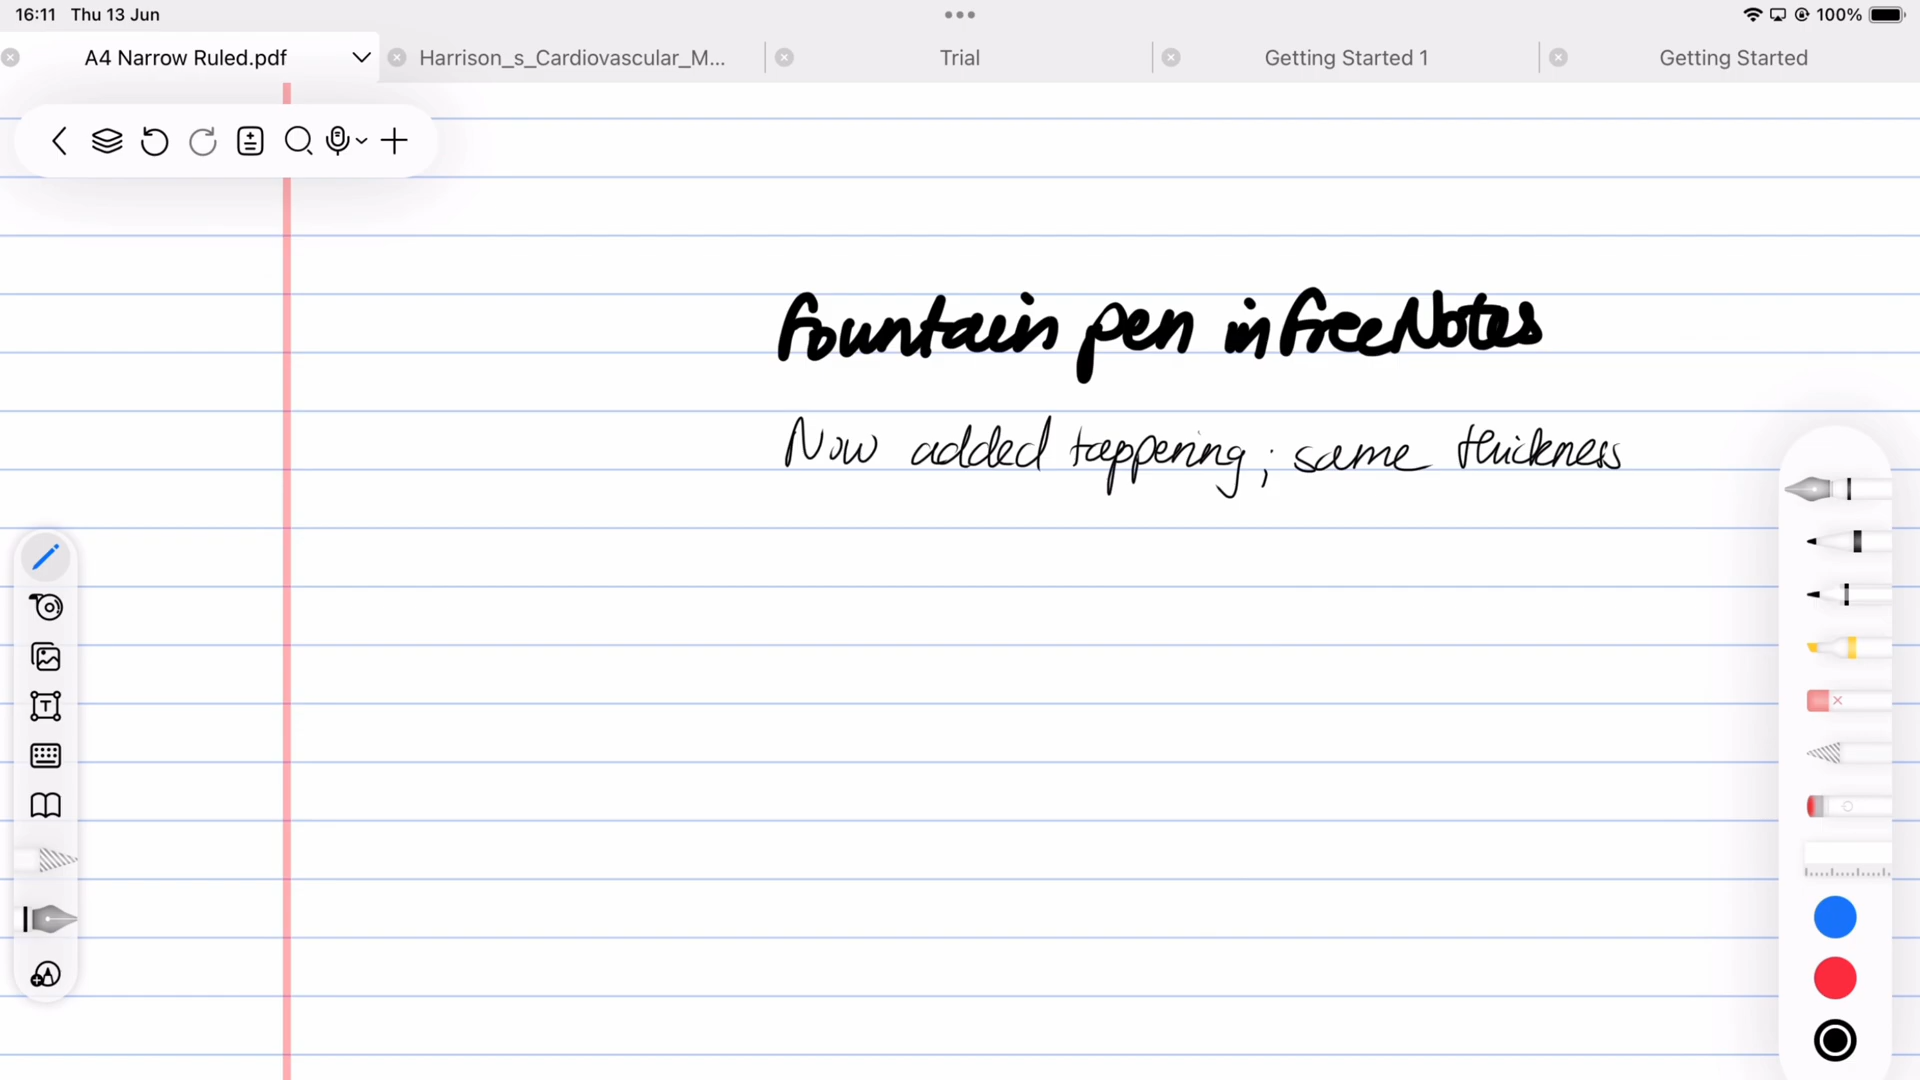 16:11 Thu 13 Jun 100%
A4 Narrow Ruled.pdf Harrison_s_Cardiovascular_M... Trial Getting Started 1 Getting Started
Fountain pen in FreeNotes
Now added tappering; same thickness